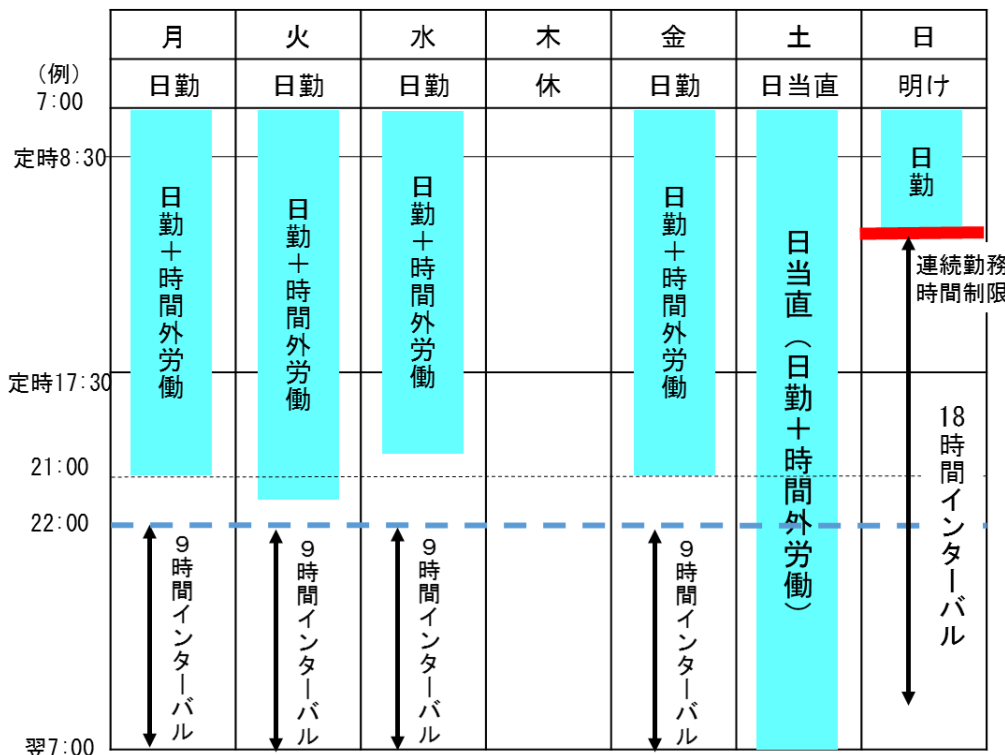 月 火 水 木 金 土 日
日勤 日勤 日勤 休 日勤 日当直 明け
(例)
7:00
定時8:30
定時17:30
21:00
22:00
翌7:00
日勤+時間外労働
日勤+時間外労働
日勤+時間外労働
日勤+時間外労働
日当直(日勤+時間外労働)
日勤
連続勤務
時間制限
9時間インターバル
9時間インターバル
9時間インターバル
9時間インターバル
18時間インターバル